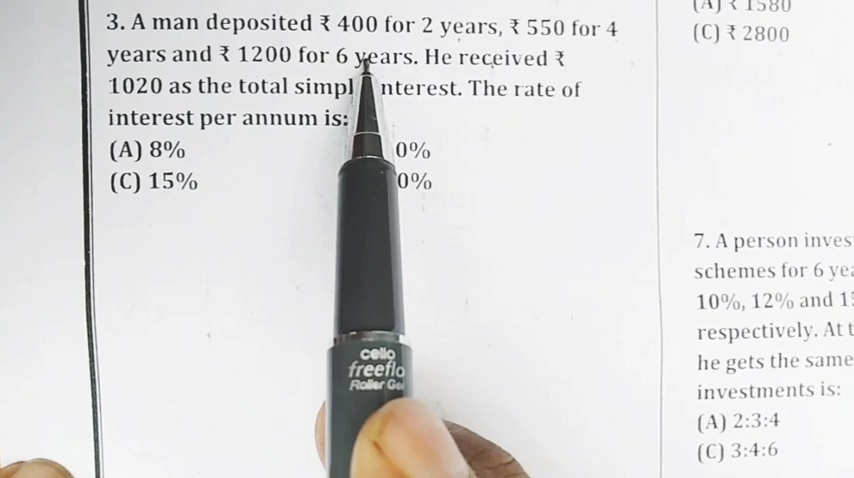 3. A man deposited ₹ 400 for 2 years, ₹ 550 for 4
years and ₹ 1200 for 6 years. He received ₹
1020 as the total simpl nterest. The rate of
interest per annum is:
(A) 8% 0%
(C) 15% 0%
cello
freeflo
Roller Ge
(A) ₹ 1580
(C) ₹ 2800
7. A person inves
schemes for 6 yea
10%, 12% and 15
respectively. At t
he gets the same
investments is:
(A) 2:3:4
(C) 3:4:6